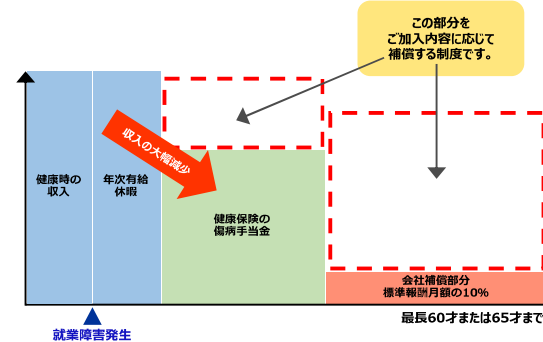 この部分を
ご加入内容に応じて
補償する制度です。
収入の大幅減少
健康時の
収入
年次有給
休暇
健康保険の
傷病手当金
会社補償部分
標準報酬月額の10%
最長60才または65才まで
就業障害発生